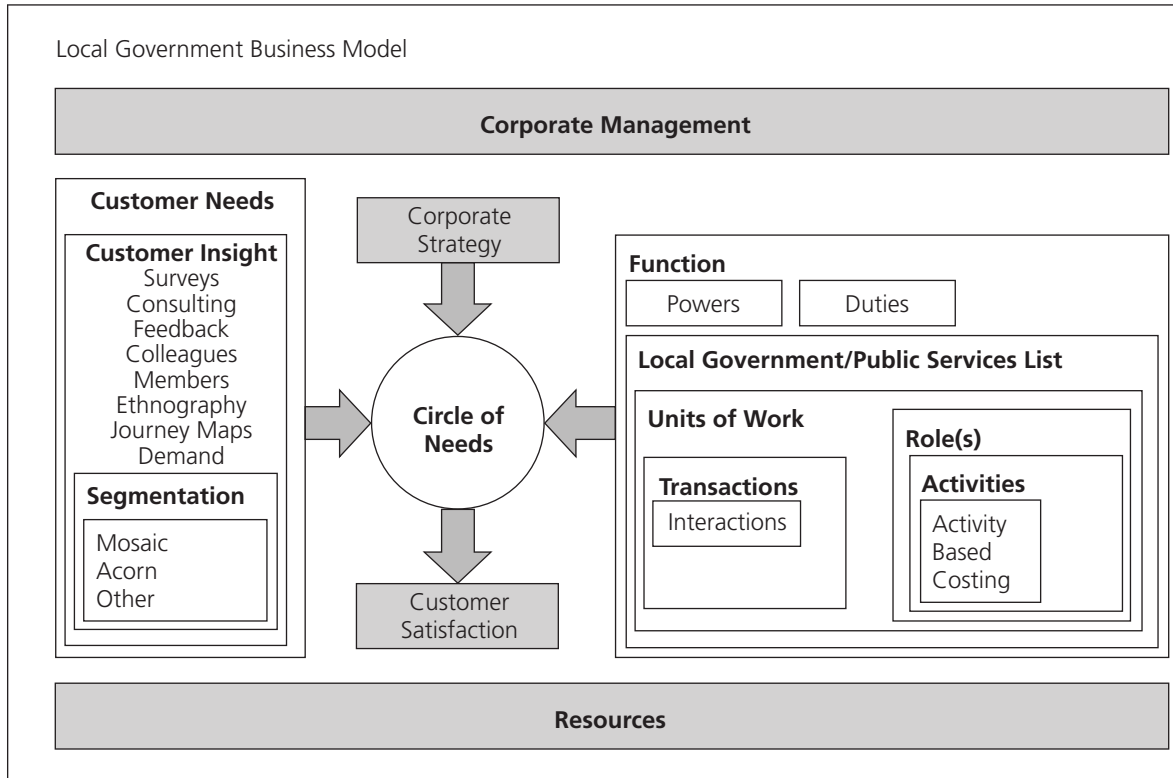 Local Government Business Model
Corporate Management
Customer Needs
Customer Insight
Surveys
Consulting
Feedback
Colleagues
Members
Ethnography
Journey Maps
Demand
Segmentation
Mosaic
Acorn
Other
Corporate
Strategy
Circle of
Needs
Customer
Satisfaction
Function
Powers
Duties
Local Government/Public Services List
Units of Work
Transactions
Interactions
Role(s)
Activities
Activity
Based
Costing
Resources